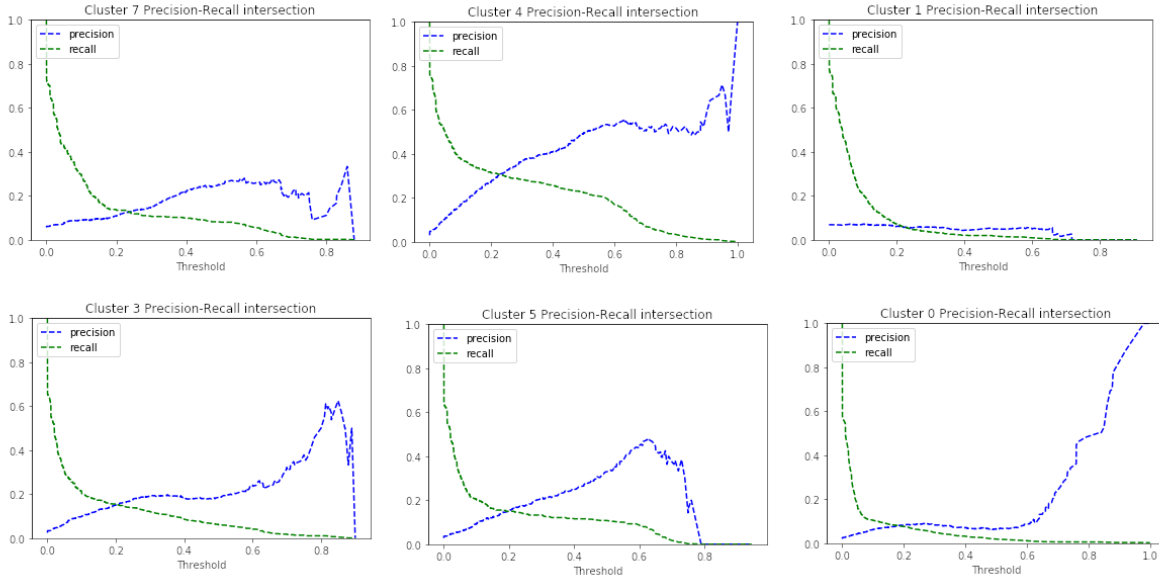 Cluster 7 Precision-Recall intersection
1.0
0.8
0.6
0.4
0.2
0.0
precision
recall
0.0 0.2 0.4 0.6 0.8
Threshold
Cluster 4 Precision-Recall intersection
1.0
0.8
0.6
0.4
0.2
0.0
precision
recall
0.0 0.2 0.4 0.6 0.8 1.0
Threshold
Cluster 1 Precision-Recall intersection
1.0
0.8
0.6
0.4
0.2
0.0
precision
recall
0.0 0.2 0.4 0.6 0.8
Threshold
Cluster 3 Precision-Recall intersection
1.0
0.8
0.6
0.4
0.2
0.0
precision
recall
0.0 0.2 0.4 0.6 0.8
Threshold
Cluster 5 Precision-Recall intersection
1.0
0.8
0.6
0.4
0.2
0.0
precision
recall
0.0 0.2 0.4 0.6 0.8
Threshold
Cluster 0 Precision-Recall intersection
1.0
0.8
0.6
0.4
0.2
0.0
precision
recall
0.0 0.2 0.4 0.6 0.8 1.0
Threshold